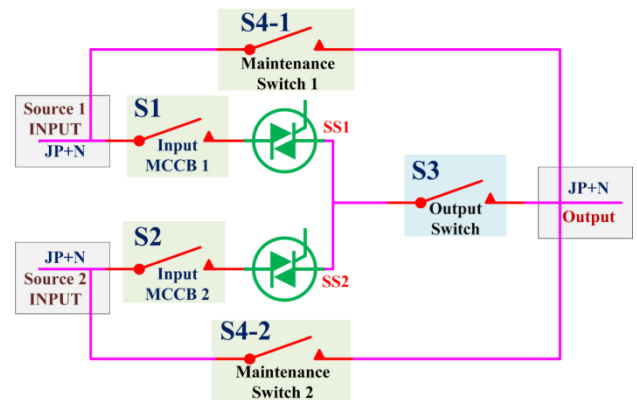 S4-1
Maintenance
Switch 1
Source 1
INPUT
JP+N
S1
Input
MCCB 1
SS1
S3
Output
Switch
JP+N
Output
JP+N
Source 2
INPUT
S2
Input
MCCB 2
SS2
S4-2
Maintenance
Switch 2